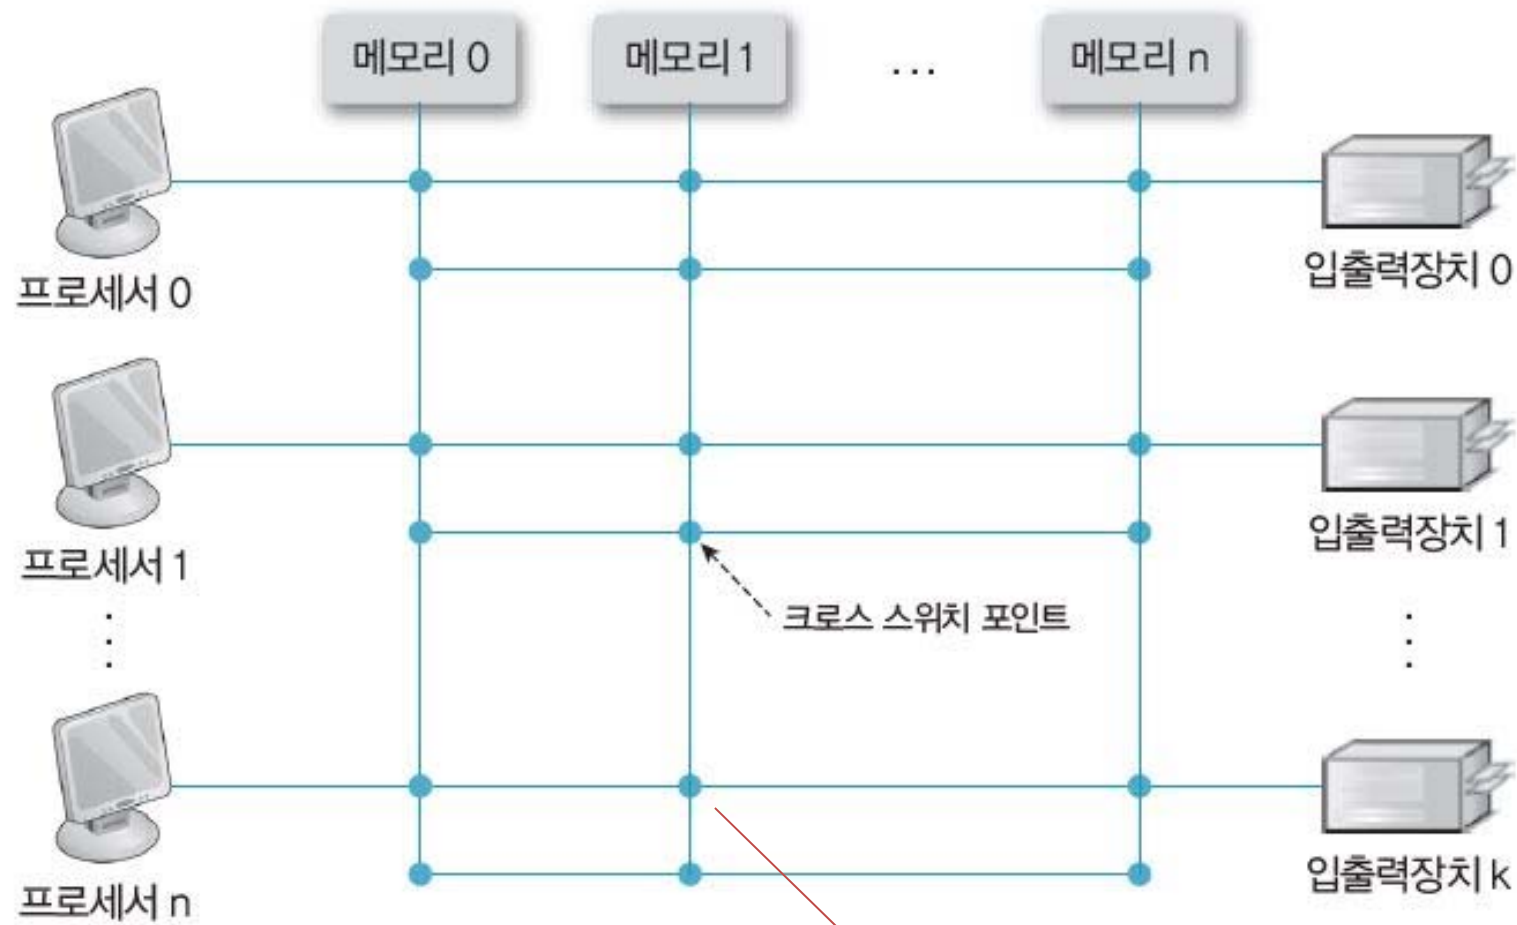 메모리 0
메모리 1
...
메모리 n
프로세서 0
입출력장치 0
프로세서 1
입출력장치 1
크로스 스위치 포인트
프로세서 n
입출력장치 k